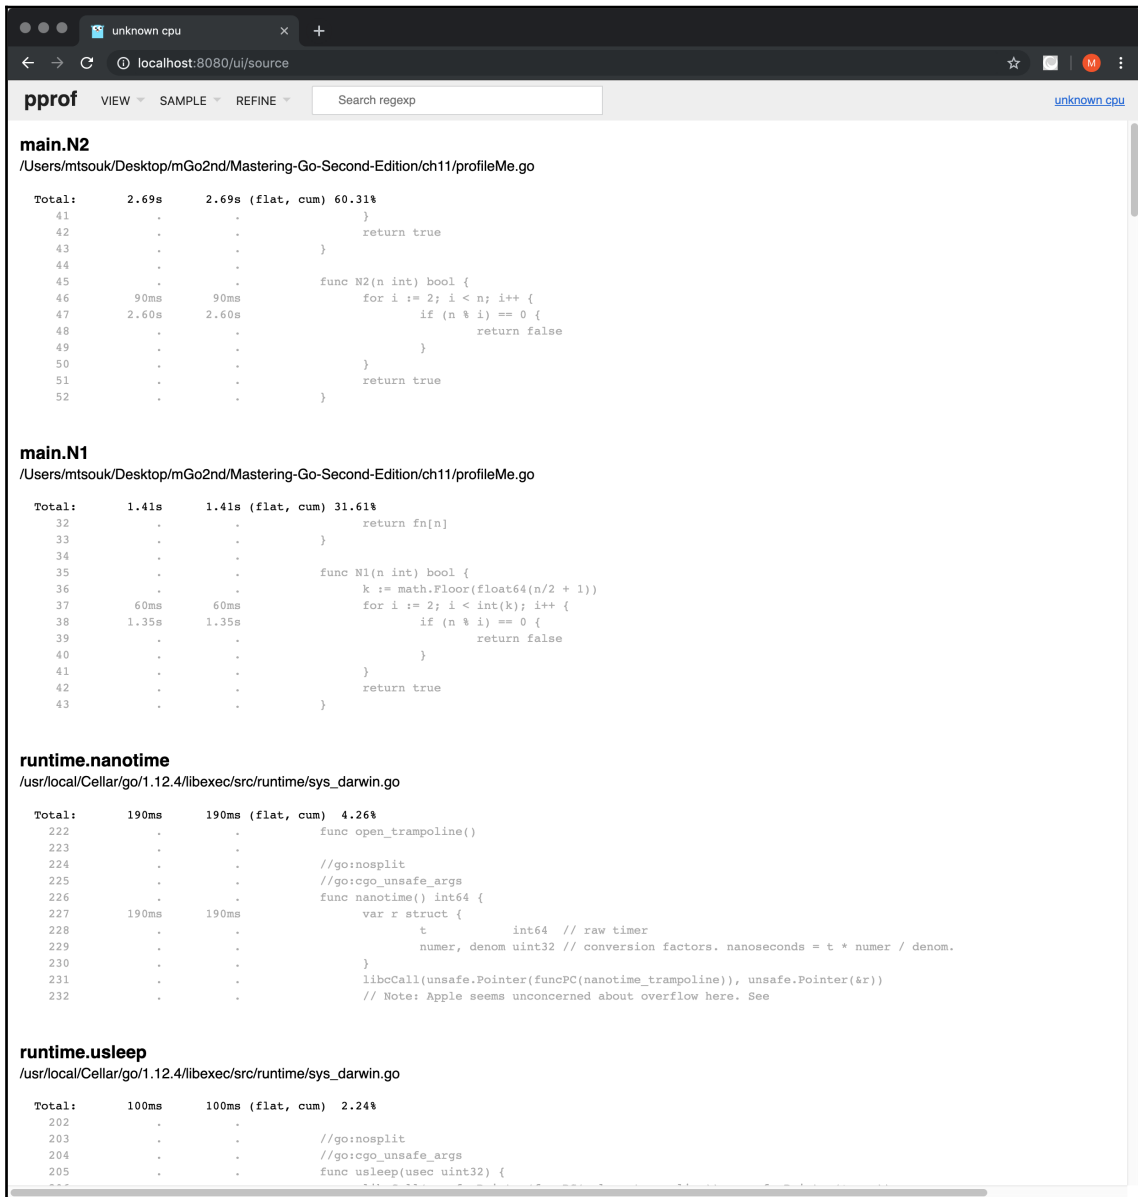 unknown cpu
localhost:8080/ui/source
M
pprof VIEW SAMPLE REFINE Search regexp unknown cpu
main.N2
/Users/mtsouk/Desktop/mGo2nd/Mastering-Go-Second-Edition/ch11/profileMe.go
Total: 2.69s 2.69s (flat, cum) 60.31%
41 . . }
42 . . return true
43 . . }
44 . .
45 . . func N2(n int) bool {
46 90ms 90ms for i := 2; i < n; i++ {
47 2.60s 2.60s if (n % i) == 0 {
48 . . return false
49 . . }
50 . . }
51 . . return true
52 . . }
main.N1
/Users/mtsouk/Desktop/mGo2nd/Mastering-Go-Second-Edition/ch11/profileMe.go
Total: 1.41s 1.41s (flat, cum) 31.61%
32 . . return fn[n]
33 . . }
34 . .
35 . . func N1(n int) bool {
36 . . k := math.Floor(float64(n/2 + 1))
37 60ms 60ms for i := 2; i < int(k); i++ {
38 1.35s 1.35s if (n % i) == 0 {
39 . . return false
40 . . }
41 . . }
42 . . return true
43 . . }
runtime.nanotime
/usr/local/Cellar/go/1.12.4/libexec/src/runtime/sys_darwin.go
Total: 190ms 190ms (flat, cum) 4.26%
222 . . func open_trampoline()
223 . .
224 . . //go:nosplit
225 . . //go:cgo_unsafe_args
226 . . func nanotime() int64 {
227 190ms 190ms var r struct {
228 . . t int64 // raw timer
229 . . numer, denom uint32 // conversion factors. nanoseconds = t * numer / denom.
230 . . }
231 . . libcCall(unsafe.Pointer(funcPC(nanotime_trampoline)), unsafe.Pointer(&r))
232 . . // Note: Apple seems unconcerned about overflow here. See
runtime.usleep
/usr/local/Cellar/go/1.12.4/libexec/src/runtime/sys_darwin.go
Total: 100ms 100ms (flat, cum) 2.24%
202 . .
203 . . //go:nosplit
204 . . //go:cgo_unsafe_args
205 . . func usleep(usec uint32) {